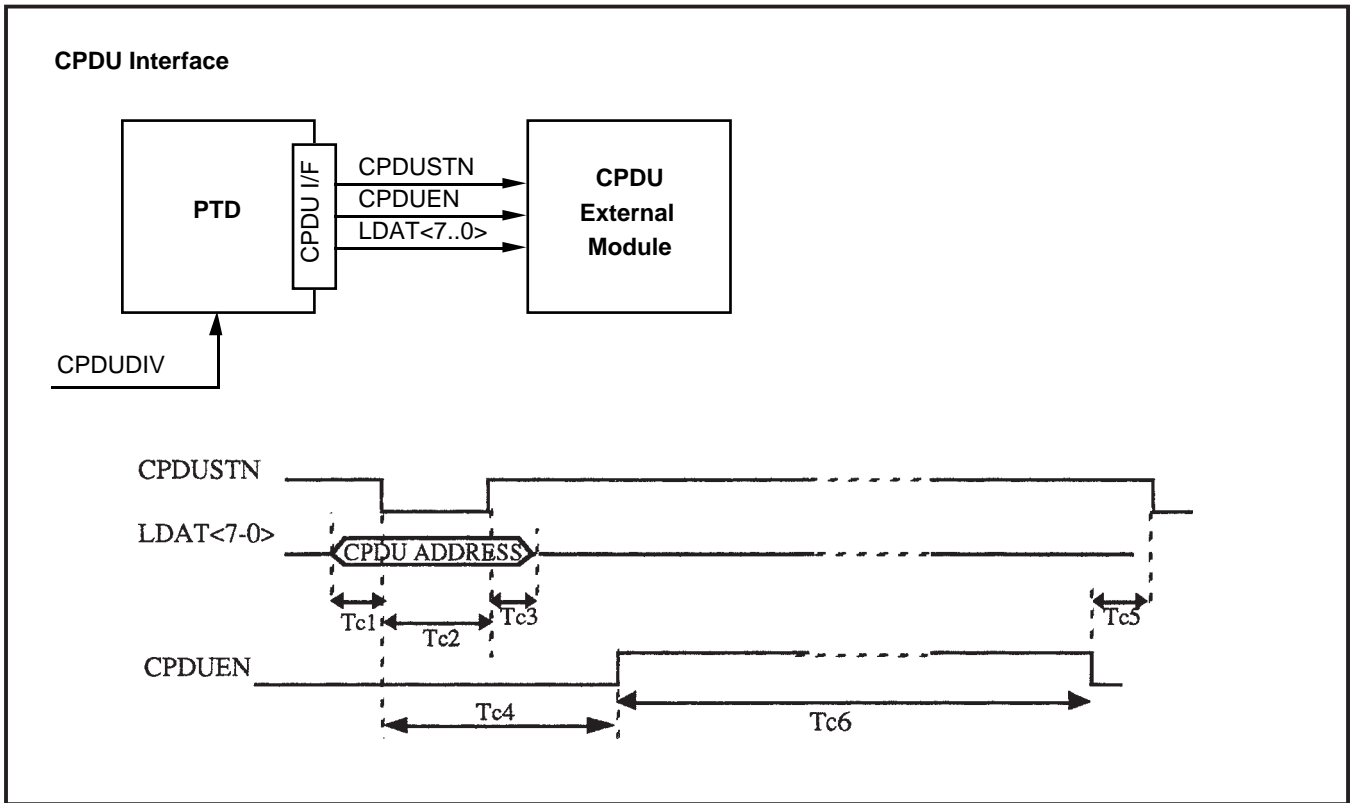 CPDU Interface
PTD
CPDU I/F
CPDUSTN
CPDUEN
LDAT<7..0>
CPDU
External
Module
CPDUDIV
CPDUSTN
LDAT<7-0>
CPDU ADDRESS
Tc1
Tc2
Tc3
Tc5
CPDUEN
Tc4
Tc6